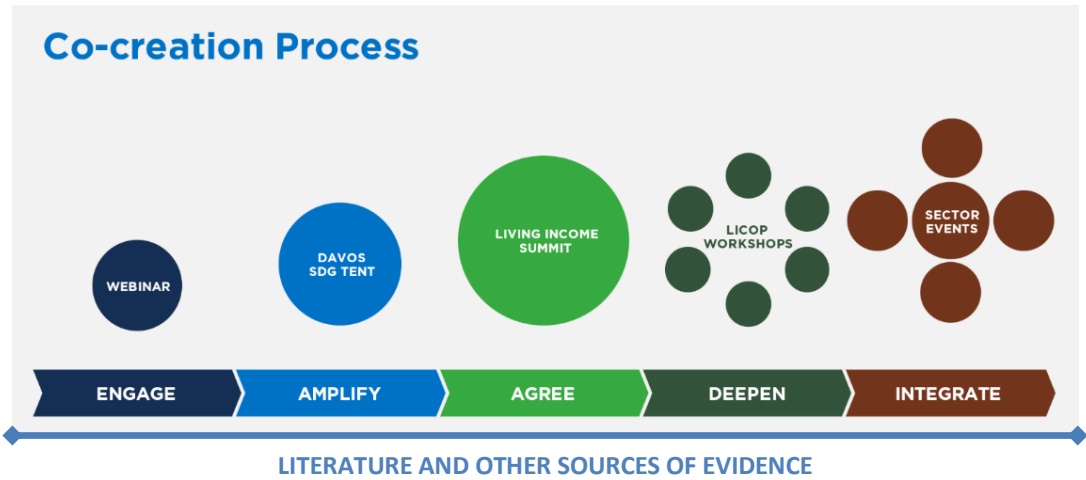 Co-creation Process
WEBINAR
DAVOS
SDG TENT
LIVING INCOME
SUMMIT
LICOP
WORKSHOPS
SECTOR
EVENTS
ENGAGE
AMPLIFY
AGREE
DEEPEN
INTEGRATE
LITERATURE AND OTHER SOURCES OF EVIDENCE